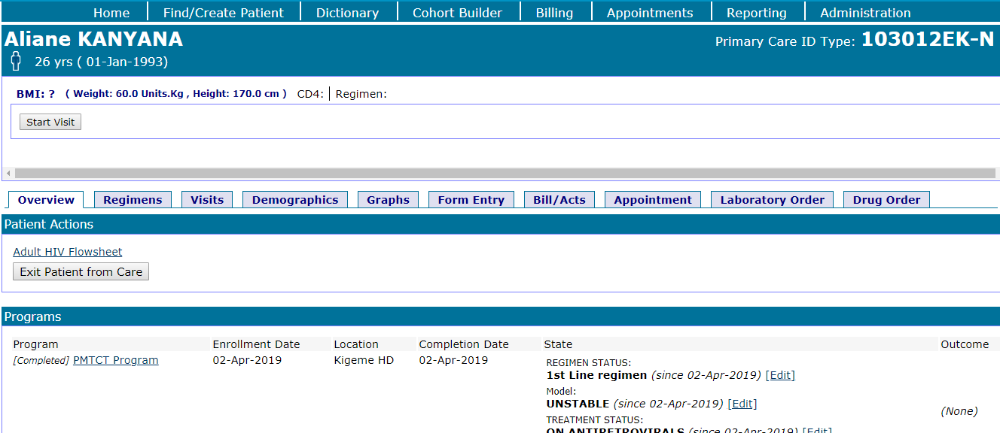 Home Find/Create Patient Dictionary Cohort Builder Billing Appointments Reporting Administration
Aliane KANYANA Primary Care ID Type: 103012EK-N
26 yrs ( 01-Jan-1993)
BMI: ? ( Weight: 60.0 Units.Kg , Height: 170.0 cm ) CD4: Regimen:
Start Visit
Overview Regimens Visits Demographics Graphs Form Entry Bill/Acts Appointment Laboratory Order Drug Order
Patient Actions
Adult HIV Flowsheet
Exit Patient from Care
Programs
Program Enrollment Date Location Completion Date State Outcome
[Completed] PMTCT Program 02-Apr-2019 Kigeme HD 02-Apr-2019
REGIMEN STATUS:
1st Line regimen (since 02-Apr-2019) [Edit]
Model:
UNSTABLE (since 02-Apr-2019) [Edit]
(None)
TREATMENT STATUS:
ON ANTIRETROVIRALS (since 02-Apr-2019) [Edit]